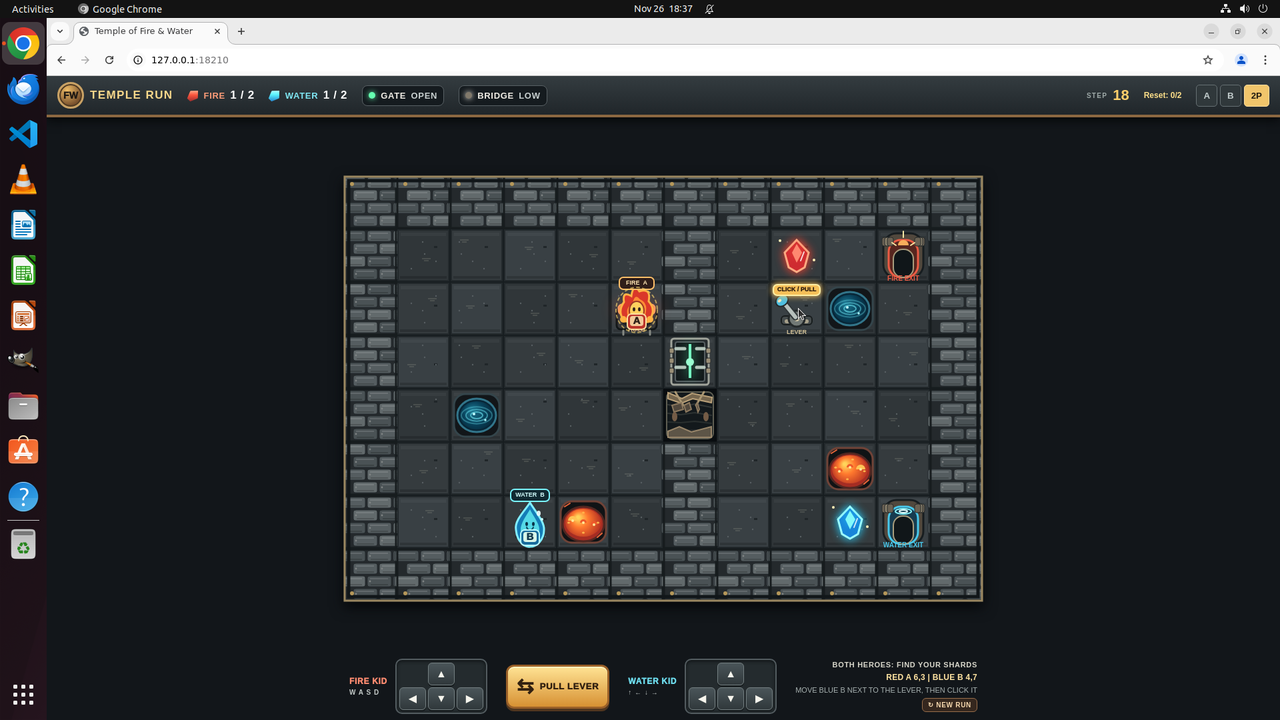 Activities
Google Chrome
Nov 26 18:37
Temple of Fire & Water
127.0.0.1:18210
FW
TEMPLE RUN
FIRE 1 / 2
WATER 1 / 2
GATE OPEN
BRIDGE LOW
STEP 18
Reset: 0/2
A
B
2P
FIRE EXIT
FIRE A
A
CLICK / PULL
LEVER
WATER B
B
WATER EXIT
FIRE KID
W A S D
PULL LEVER
WATER KID
↑ ← ↓ →
BOTH HEROES: FIND YOUR SHARDS
RED A 6,3 | BLUE B 4,7
MOVE BLUE B NEXT TO THE LEVER, THEN CLICK IT
↻ NEW RUN